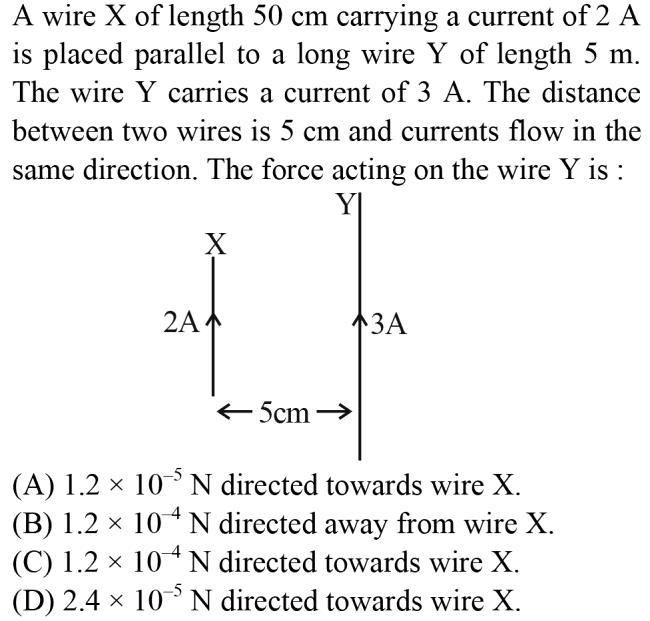 A wire X of length 50 cm carrying a current of 2 A
is placed parallel to a long wire Y of length 5 m.
The wire Y carries a current of 3 A. The distance
between two wires is 5 cm and currents flow in the
same direction. The force acting on the wire Y is :
Y
X
2A
3A
5cm
(A) 1.2 × 10⁻⁵ N directed towards wire X.
(B) 1.2 × 10⁻⁴ N directed away from wire X.
(C) 1.2 × 10⁻⁴ N directed towards wire X.
(D) 2.4 × 10⁻⁵ N directed towards wire X.